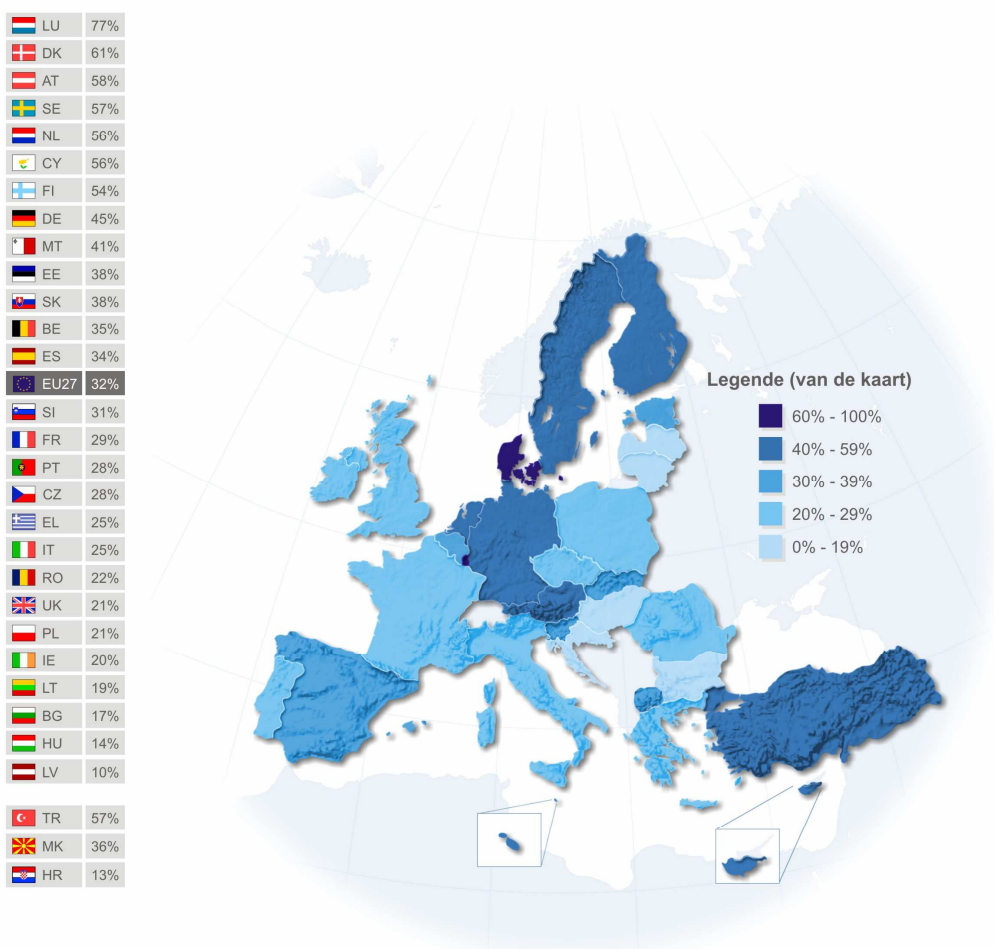 LU 77%
DK 61%
AT 58%
SE 57%
NL 56%
CY 56%
FI 54%
DE 45%
MT 41%
EE 38%
SK 38%
BE 35%
ES 34%
EU27 32%
SI 31%
FR 29%
PT 28%
CZ 28%
EL 25%
IT 25%
RO 22%
UK 21%
PL 21%
IE 20%
LT 19%
BG 17%
HU 14%
LV 10%
TR 57%
MK 36%
HR 13%
Legende (van de kaart)
60% - 100%
40% - 59%
30% - 39%
20% - 29%
0% - 19%